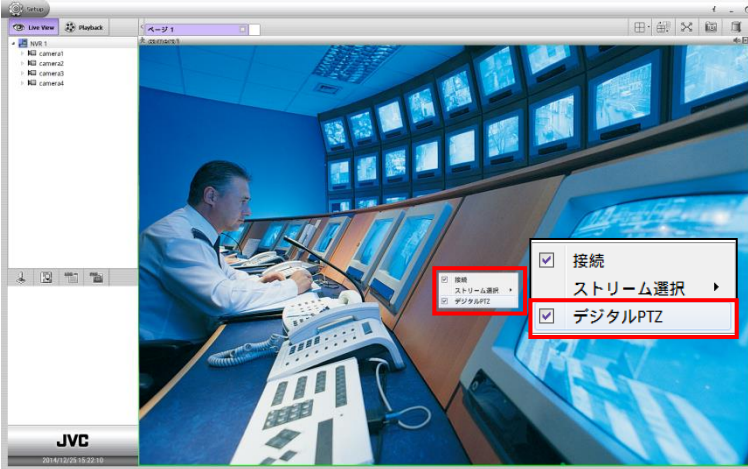 Setup
Live View
Playback
ページ 1
NVR 1
camera1
camera2
camera3
camera4
接続
ストリーム選択
デジタルPTZ
接続
ストリーム選択
デジタルPTZ
JVC
2014/12/25 15:32:10